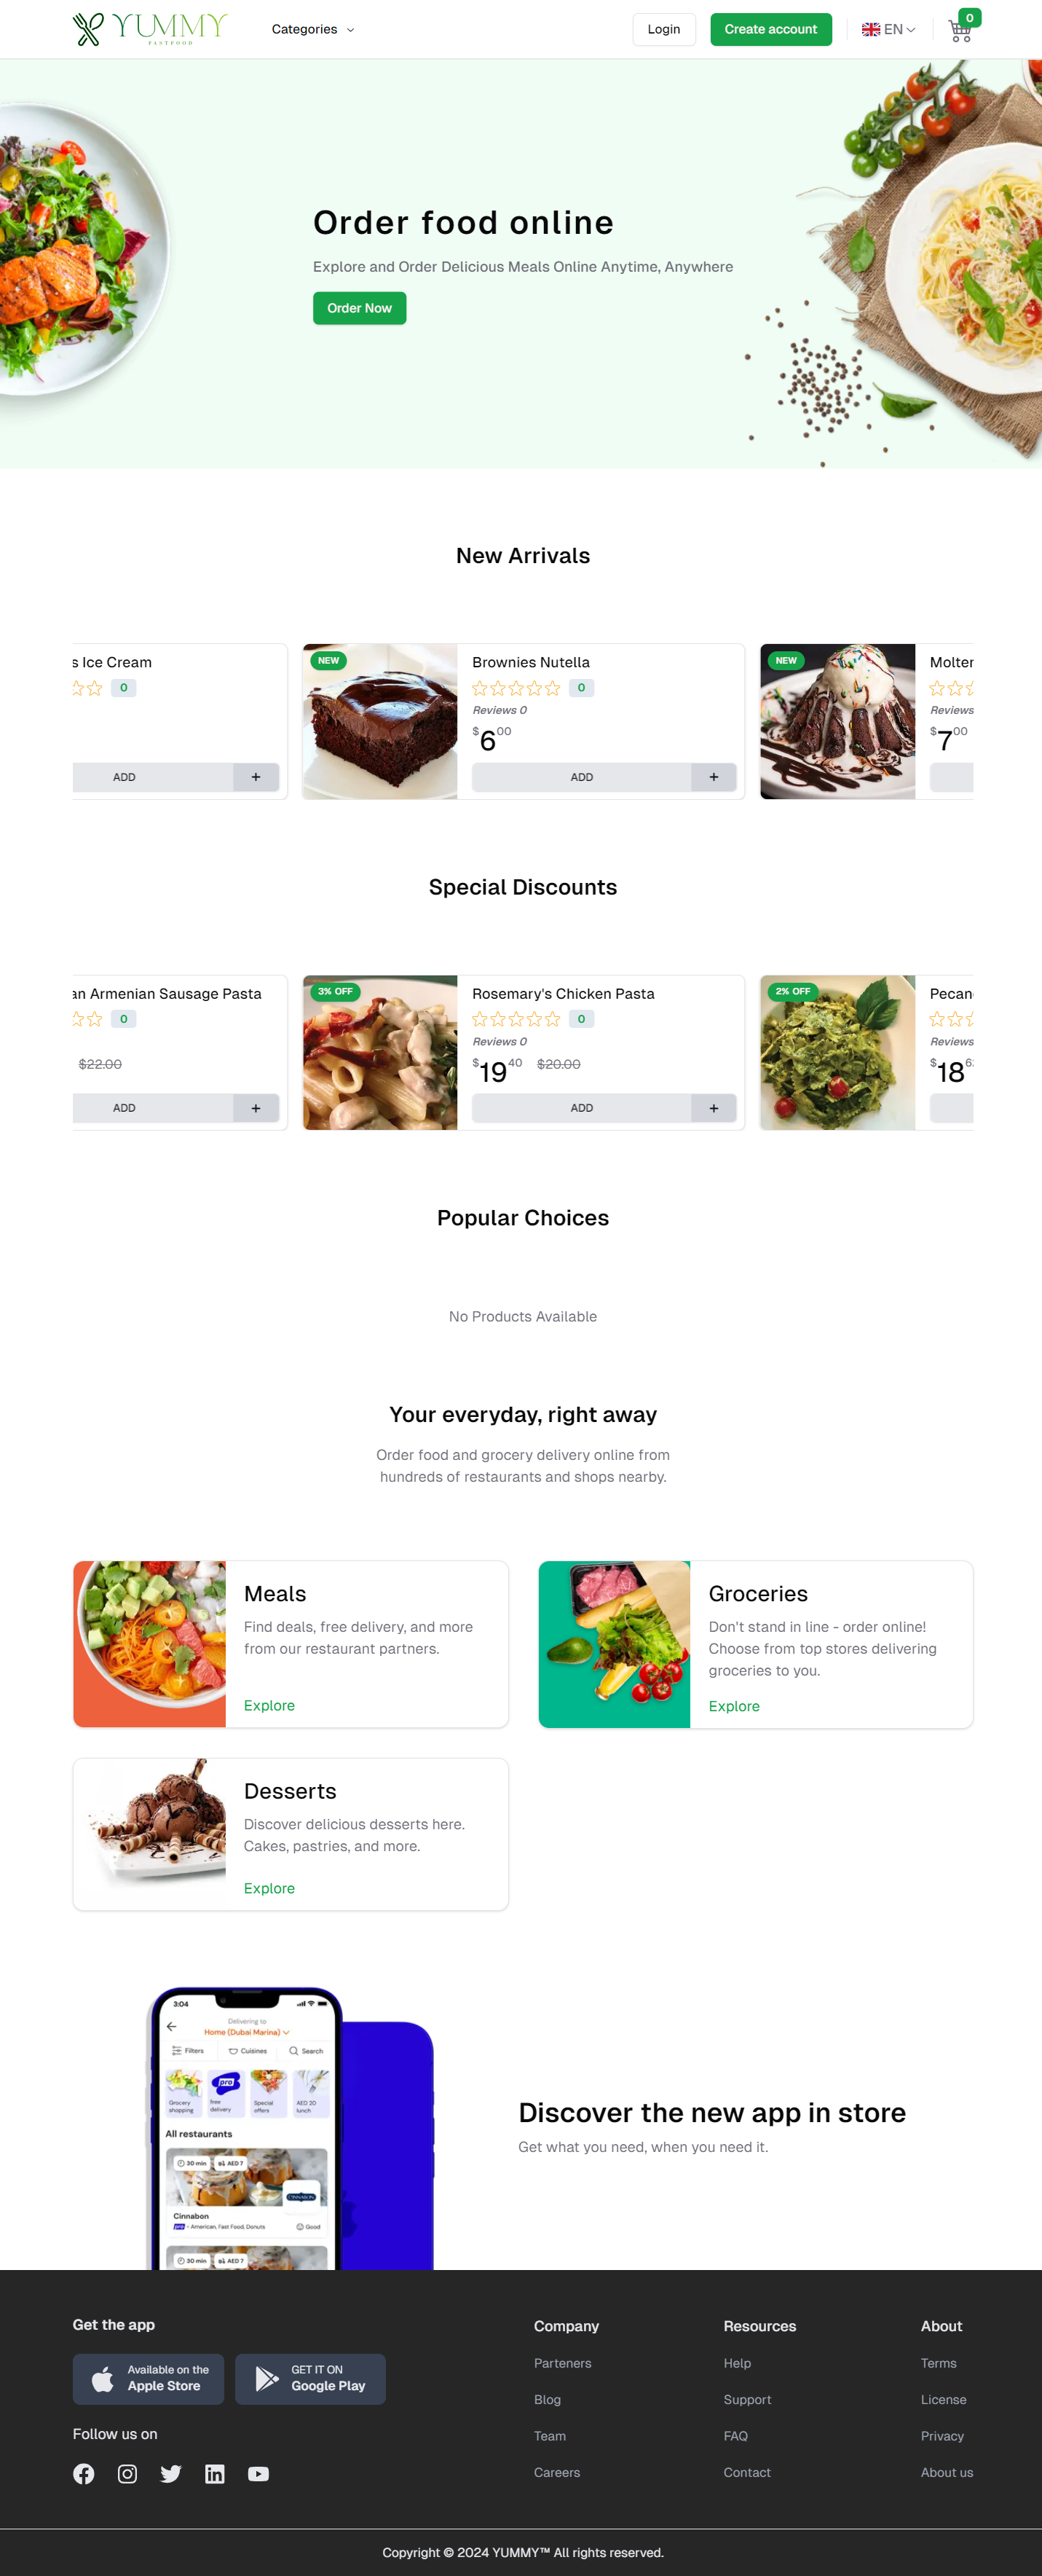 YUMMY
FASTFOOD
Categories
Login
Create account
EN
0
Order food online
Explore and Order Delicious Meals Online Anytime, Anywhere
Order Now
New Arrivals
s Ice Cream
0
ADD
+
NEW
Brownies Nutella
0
Reviews 0
$6.00
ADD
+
NEW
Molter
Reviews
$7.00
Special Discounts
an Armenian Sausage Pasta
0
$22.00
ADD
+
3% OFF
Rosemary's Chicken Pasta
0
Reviews 0
$19 40 $20.00
ADD
+
2% OFF
Pecan
Reviews
$18 6
Popular Choices
No Products Available
Your everyday, right away
Order food and grocery delivery online from
hundreds of restaurants and shops nearby.
Meals
Find deals, free delivery, and more
from our restaurant partners.
Explore
Groceries
Don't stand in line - order online!
Choose from top stores delivering
groceries to you.
Explore
Desserts
Discover delicious desserts here.
Cakes, pastries, and more.
Explore
3:04
Delivering to
Home (Dubai Marina)
Filters
Cuisines
Search
pro
Grocery
shopping
free
delivery
Special
offers
AED 20
lunch
All restaurants
30 min
AED 7
CINNABON
Cinnabon
pro - American, Fast Food, Donuts
Good
30 min
AED 7
Discover the new app in store
Get what you need, when you need it.
Get the app
Available on the
Apple Store
GET IT ON
Google Play
Follow us on
Company
Parteners
Blog
Team
Careers
Resources
Help
Support
FAQ
Contact
About
Terms
License
Privacy
About us
Copyright © 2024 YUMMY™ All rights reserved.